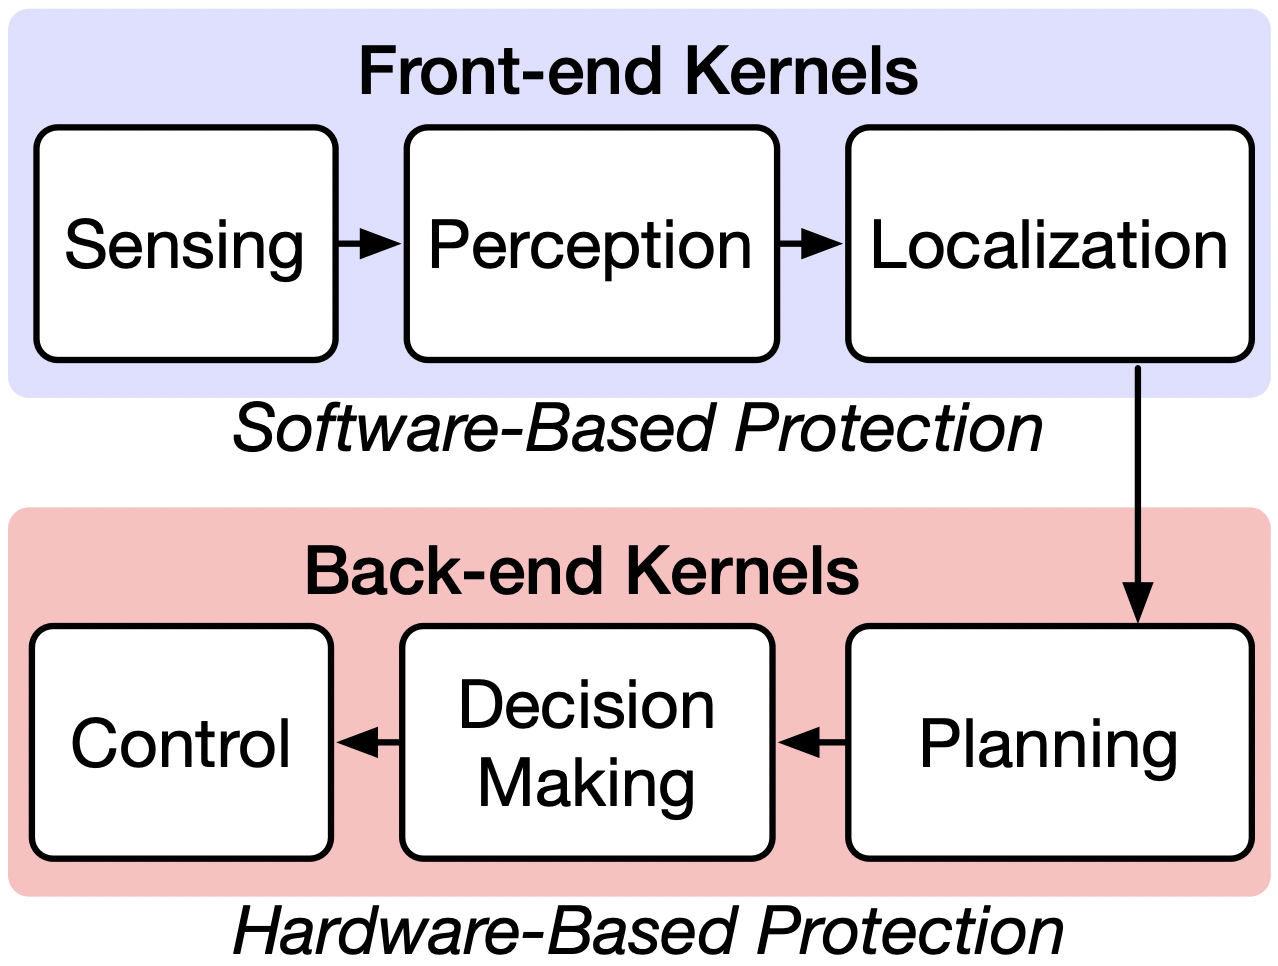 Front-end Kernels
Sensing
Perception
Localization
Software-Based Protection
Back-end Kernels
Control
Decision
Making
Planning
Hardware-Based Protection